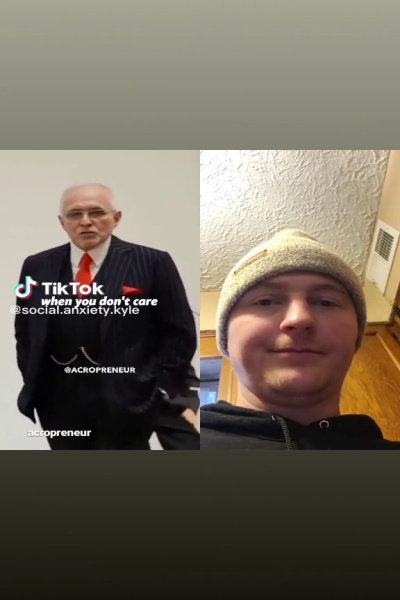 TikTok
when you don't care
@social.anxiety.kyle
@ACROPRENEUR
acropreneur